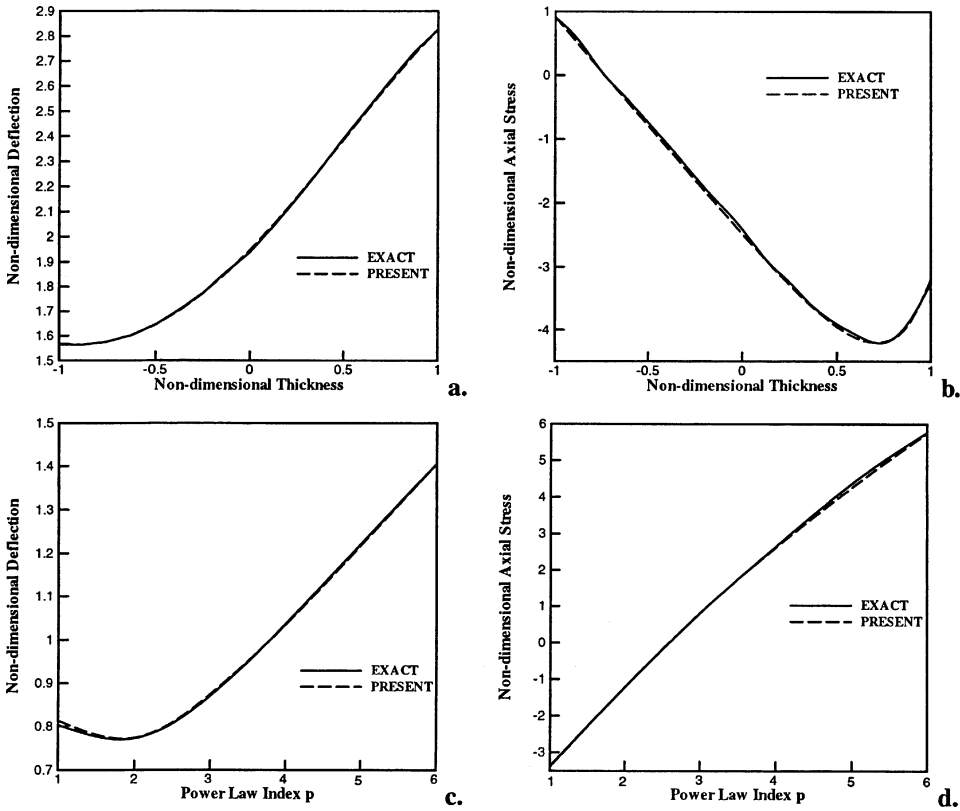 2.9
2.8
2.7
2.6
2.5
2.4
2.3
2.2
2.1
2
1.9
1.8
1.7
1.6
1.5
Non-dimensional Deflection
EXACT
PRESENT
-1 -0.5 0 0.5 1
Non-dimensional Thickness
a.
1
0
-1
-2
-3
-4
Non-dimensional Axial Stress
EXACT
PRESENT
-1 -0.5 0 0.5 1
Non-dimensional Thickness
b.
1.5
1.4
1.3
1.2
1.1
1
0.9
0.8
0.7
Non-dimensional Deflection
EXACT
PRESENT
1 2 3 4 5 6
Power Law Index p
c.
6
5
4
3
2
1
0
-1
-2
-3
Non-dimensional Axial Stress
EXACT
PRESENT
1 2 3 4 5 6
Power Law Index p
d.